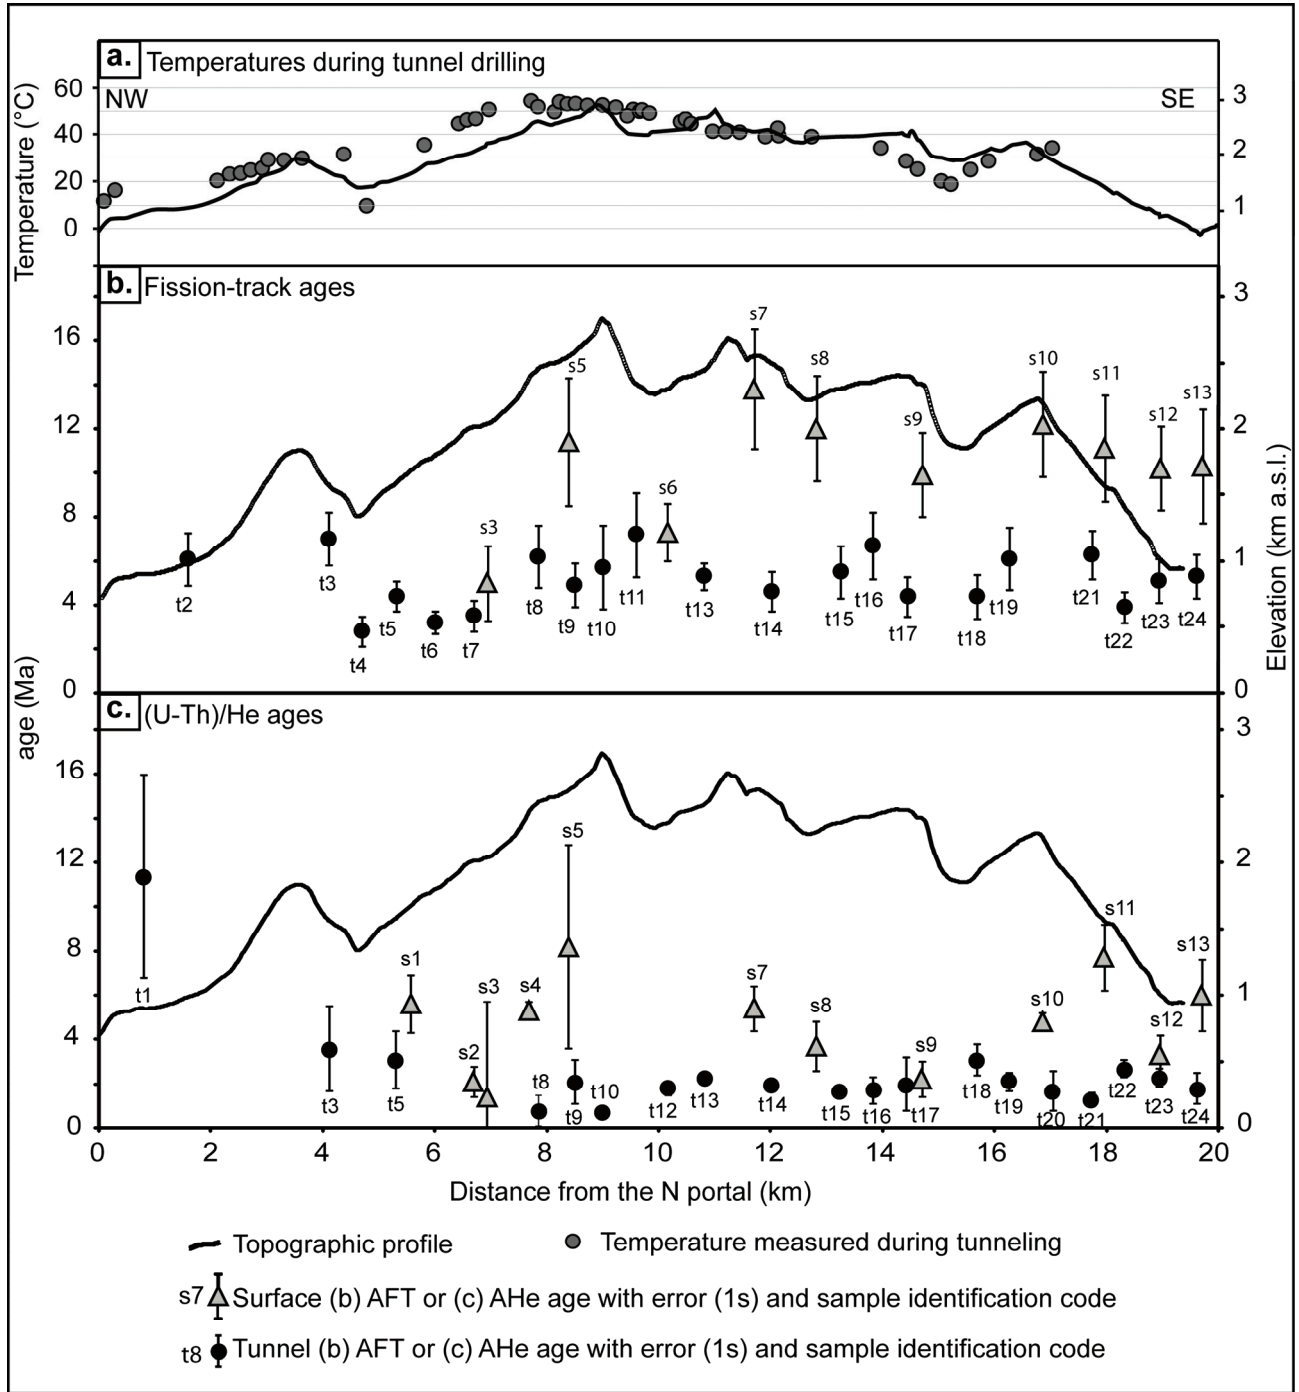 a. Temperatures during tunnel drilling
NW
SE
Temperature (°C)
60
40
20
0
3
2
1
b. Fission-track ages
16
12
8
4
0
3
2
1
0
s3
s5
s6
s7
s8
s9
s10
s11
s12
s13
t2
t3
t4
t5
t6
t7
t8
t9
t10
t11
t13
t14
t15
t16
t17
t18
t19
t21
t22
t23
t24
age (Ma)
Elevation (km a.s.l.)
c. (U-Th)/He ages
16
12
8
4
0
3
2
1
0
s1
s2
s3
s4
s5
s7
s8
s9
s10
s11
s12
s13
t1
t3
t5
t8
t9
t10
t12
t13
t14
t15
t16
t17
t18
t19
t20
t21
t22
t23
t24
0 2 4 6 8 10 12 14 16 18 20
Distance from the N portal (km)
Topographic profile
Temperature measured during tunneling
s7 Surface (b) AFT or (c) AHe age with error (1s) and sample identification code
t8 Tunnel (b) AFT or (c) AHe age with error (1s) and sample identification code